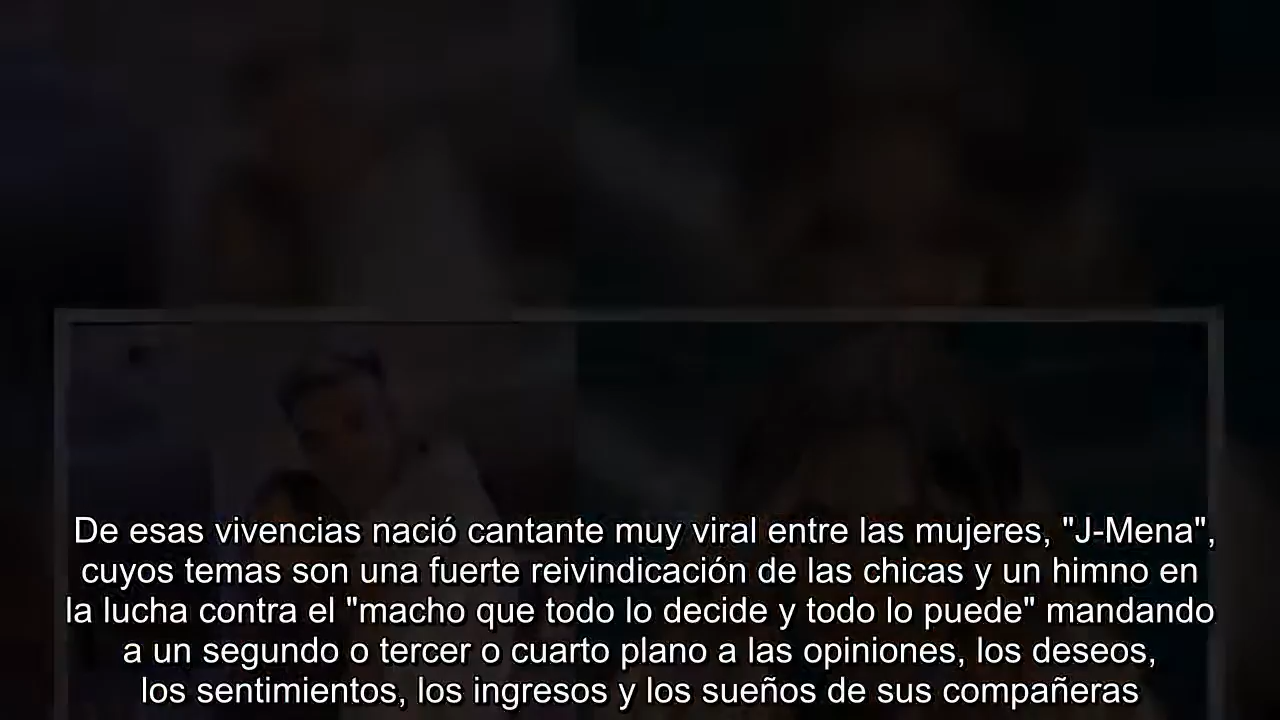 De esas vivencias nació cantante muy viral entre las mujeres, "J-Mena",
cuyos temas son una fuerte reivindicación de las chicas y un himno en
la lucha contra el "macho que todo lo decide y todo lo puede" mandando
a un segundo o tercer o cuarto plano a las opiniones, los deseos,
los sentimientos, los ingresos y los sueños de sus compañeras